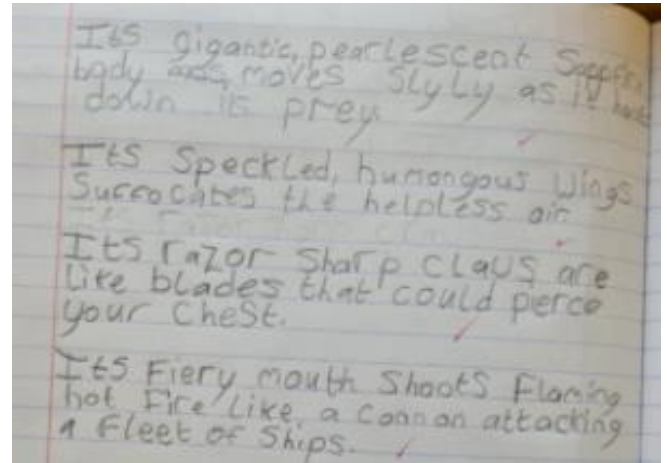 Its gigantic, pearlescent
body moves slyly as it
down its prey
Its Speckled, humongous wings
Surrocates the helpless air
Its razor sharp claws are
like blades that could pierce
your Chest.
Its Fiery mouth Shoots Flaming
hot Fire like, a cannon attacking
a Fleet of Ships.